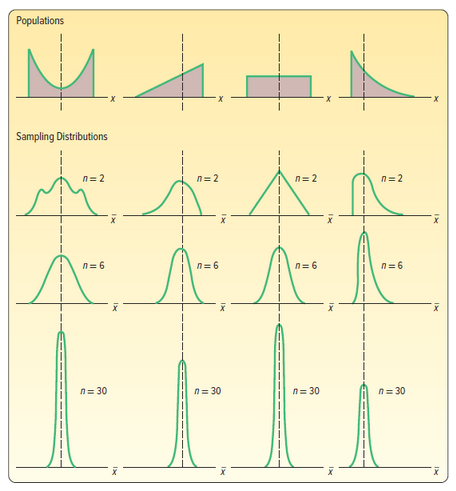 Populations
x x x x
Sampling Distributions
n = 2 n = 2 n = 2 n = 2
x̅ x̅ x̅ x̅
n = 6 n = 6 n = 6 n = 6
x̅ x̅ x̅ x̅
n = 30 n = 30 n = 30 n = 30
x̅ x̅ x̅ x̅